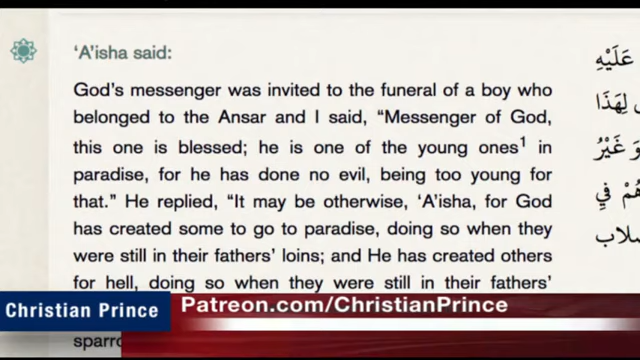 'A'isha said:
God's messenger was invited to the funeral of a boy who
belonged to the Ansar and I said, "Messenger of God,
this one is blessed; he is one of the young ones¹ in
paradise, for he has done no evil, being too young for
that." He replied, "It may be otherwise, 'A'isha, for God
has created some to go to paradise, doing so when they
were still in their fathers' loins; and He has created others
for hell, doing so when they were still in their fathers'
عَلَيْهِ
لِهَذَا
وَ غَيْرُ
هُمْ فِي
صلاب
Christian Prince
Patreon.com/ChristianPrince